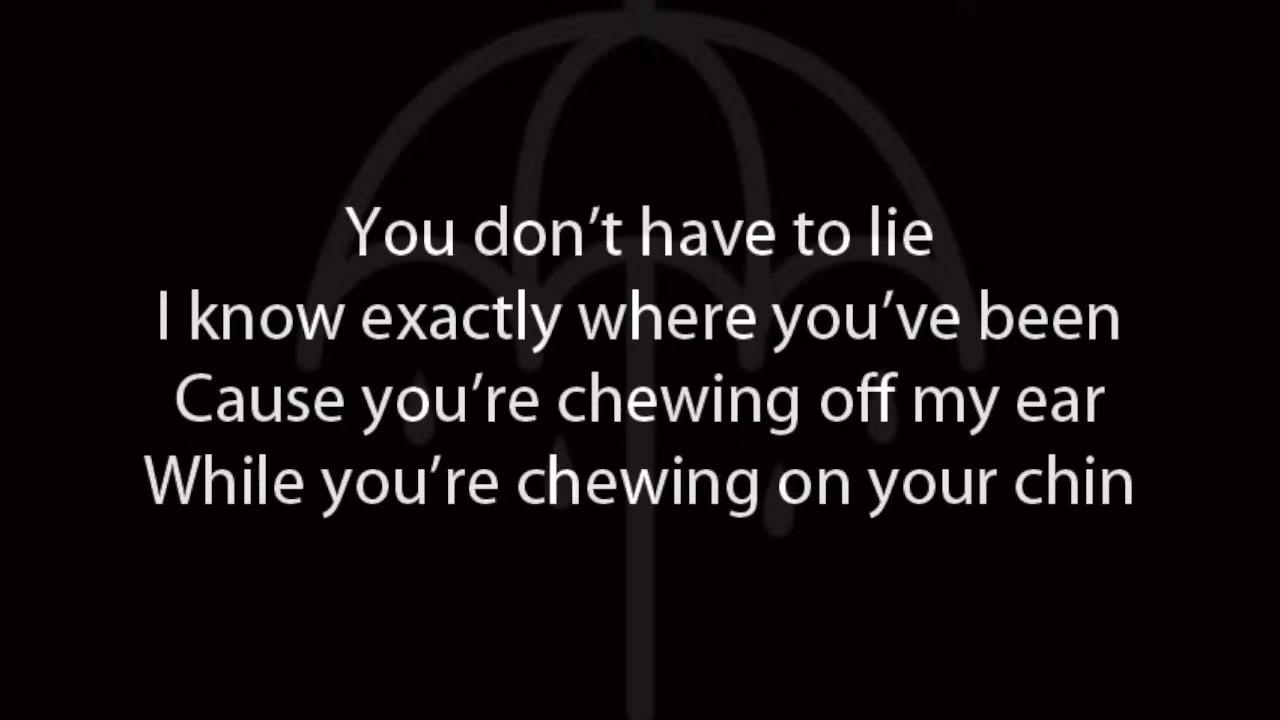 You don’t have to lie
I know exactly where you’ve been
Cause you’re chewing off my ear
While you’re chewing on your chin